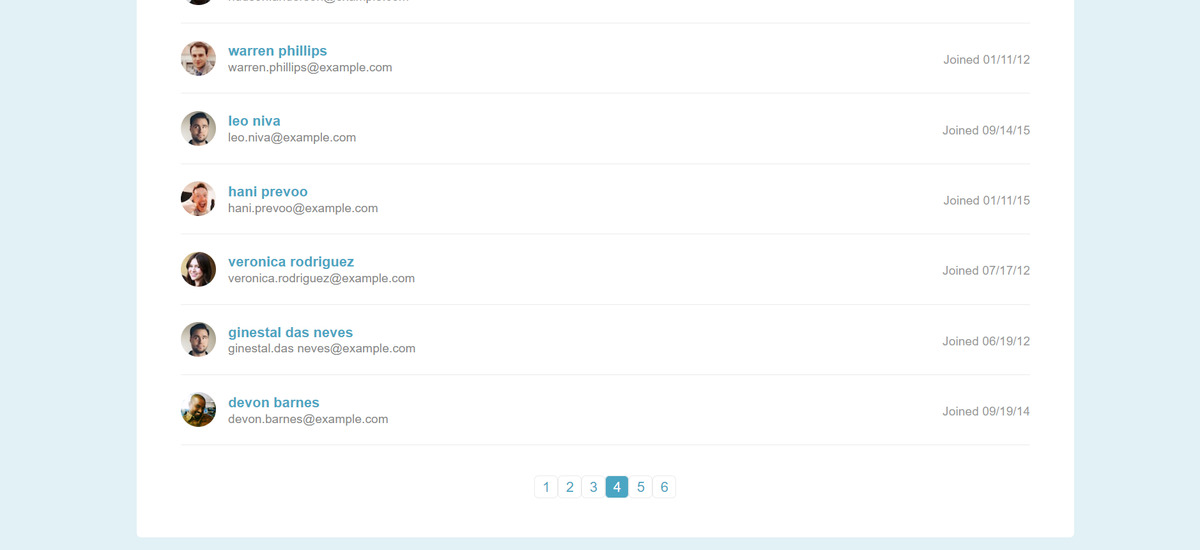 warren phillips
warren.phillips@example.com
Joined 01/11/12
leo niva
leo.niva@example.com
Joined 09/14/15
hani prevoo
hani.prevoo@example.com
Joined 01/11/15
veronica rodriguez
veronica.rodriguez@example.com
Joined 07/17/12
ginestal das neves
ginestal.das neves@example.com
Joined 06/19/12
devon barnes
devon.barnes@example.com
Joined 09/19/14
1 2 3 4 5 6